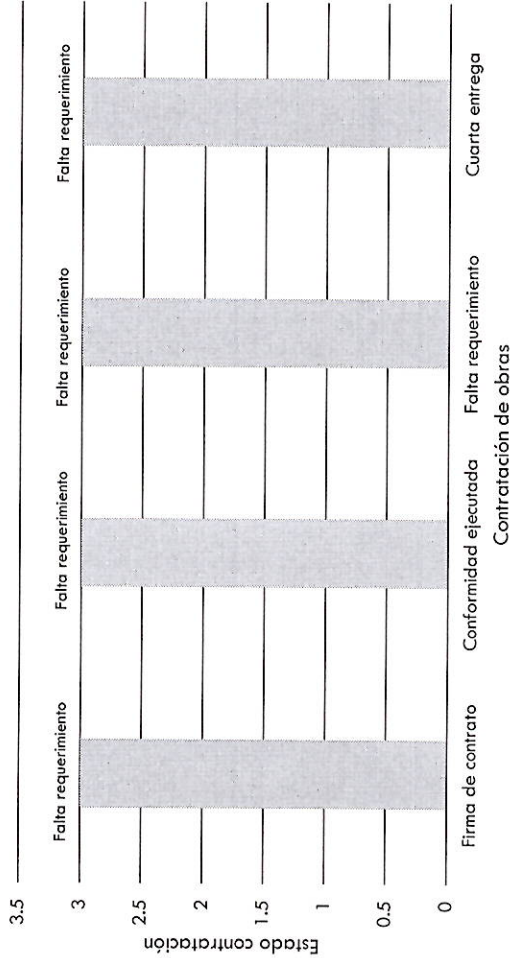 3.5
Falta requerimiento Falta requerimiento Falta requerimiento Falta requerimiento
3
2.5
2
1.5
1
0.5
0
Estado contratación
Firma de contrato Conformidad ejecutada Falta requerimiento Cuarta entrega
Contratación de obras